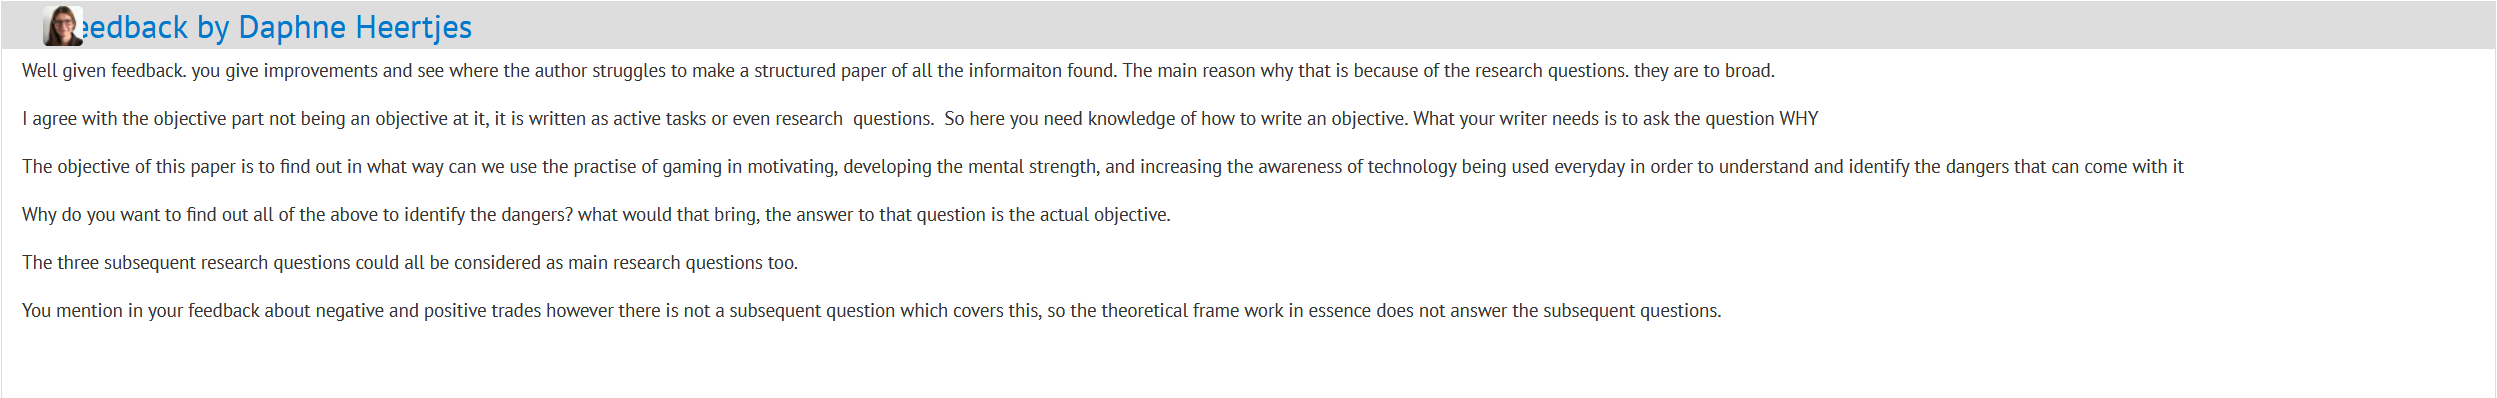 eedback by Daphne Heertjes
Well given feedback. you give improvements and see where the author struggles to make a structured paper of all the informaiton found. The main reason why that is because of the research questions. they are to broad.
I agree with the objective part not being an objective at it, it is written as active tasks or even research  questions.  So here you need knowledge of how to write an objective. What your writer needs is to ask the question WHY
The objective of this paper is to find out in what way can we use the practise of gaming in motivating, developing the mental strength, and increasing the awareness of technology being used everyday in order to understand and identify the dangers that can come with it
Why do you want to find out all of the above to identify the dangers? what would that bring, the answer to that question is the actual objective.
The three subsequent research questions could all be considered as main research questions too.
You mention in your feedback about negative and positive trades however there is not a subsequent question which covers this, so the theoretical frame work in essence does not answer the subsequent questions.